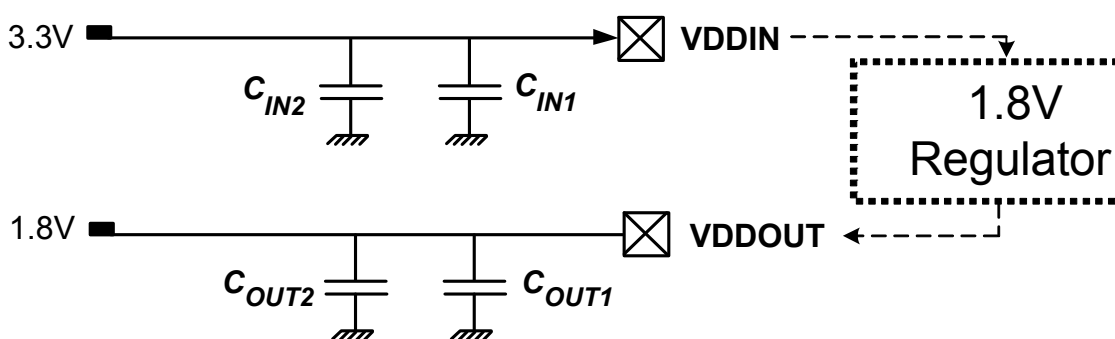 3.3V
VDDIN
C_IN2
C_IN1
1.8V
Regulator
1.8V
VDDOUT
C_OUT2
C_OUT1